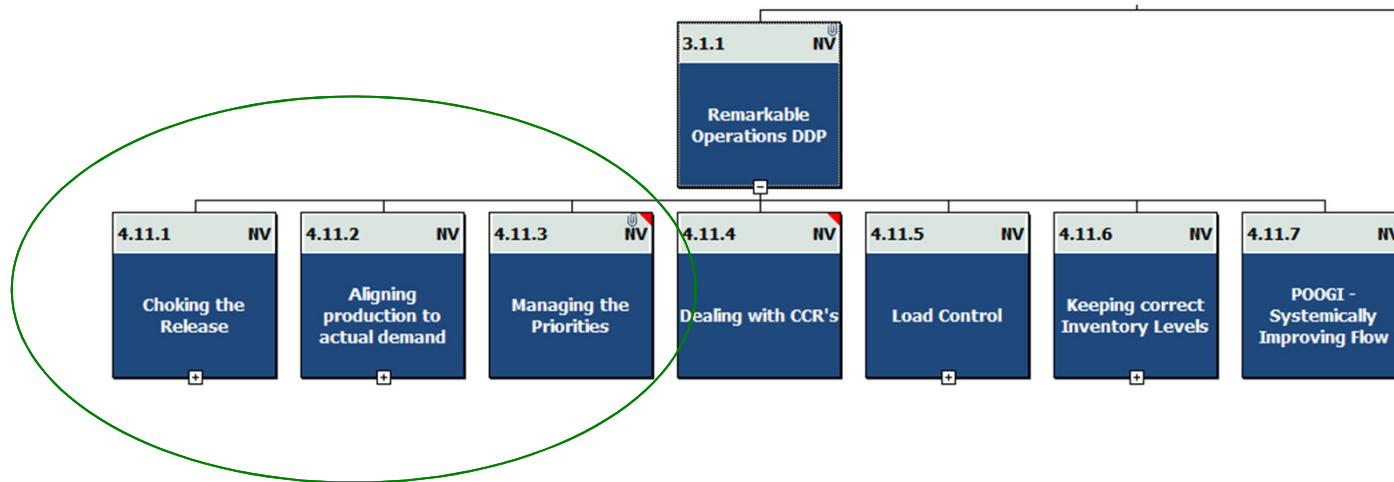 3.1.1 NV
Remarkable
Operations DDP
4.11.1 NV
Choking the
Release
4.11.2 NV
Aligning
production to
actual demand
4.11.3 NV
Managing the
Priorities
4.11.4 NV
Dealing with CCR's
4.11.5 NV
Load Control
4.11.6 NV
Keeping correct
Inventory Levels
4.11.7 NV
POOGI -
Systemically
Improving Flow